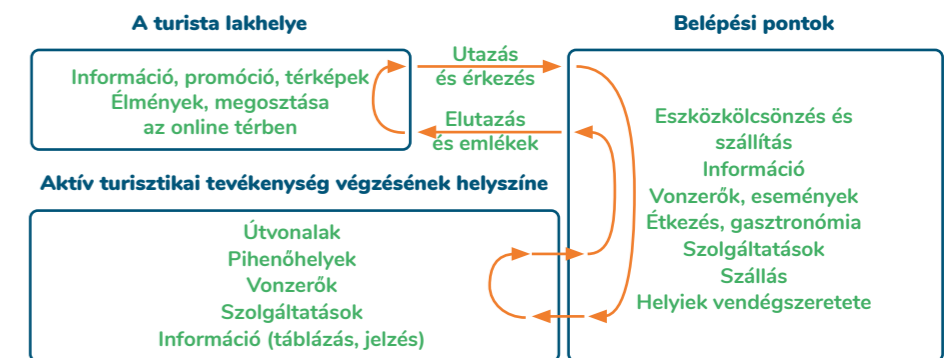 A turista lakhelye
Információ, promóció, térképek
Élmények, megosztása
az online térben
Utazás
és érkezés
Elutazás
és emlékek
Belépési pontok
Eszközkölcsönzés és
szállítás
Információ
Vonzerők, események
Étkezés, gasztronómia
Szolgáltatások
Szállás
Helyiek vendégszeretete
Aktív turisztikai tevékenység végzésének helyszíne
Útvonalak
Pihenőhelyek
Vonzerők
Szolgáltatások
Információ (táblázás, jelzés)